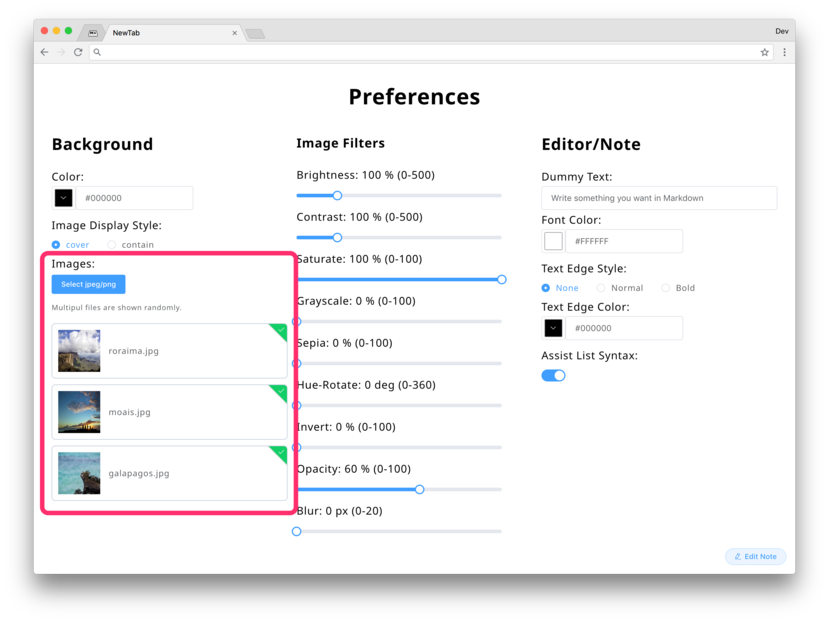 NewTab
Dev
Preferences
Background
Color:
#000000
Image Display Style:
cover
contain
Images:
Select jpeg/png
Multipul files are shown randomly.
roraima.jpg
moais.jpg
galapagos.jpg
Image Filters
Brightness: 100 % (0-500)
Contrast: 100 % (0-500)
Saturate: 100 % (0-100)
Grayscale: 0 % (0-100)
Sepia: 0 % (0-100)
Hue-Rotate: 0 deg (0-360)
Invert: 0 % (0-100)
Opacity: 60 % (0-100)
Blur: 0 px (0-20)
Editor/Note
Dummy Text:
Write something you want in Markdown
Font Color:
#FFFFFF
Text Edge Style:
None
Normal
Bold
Text Edge Color:
#000000
Assist List Syntax:
Edit Note